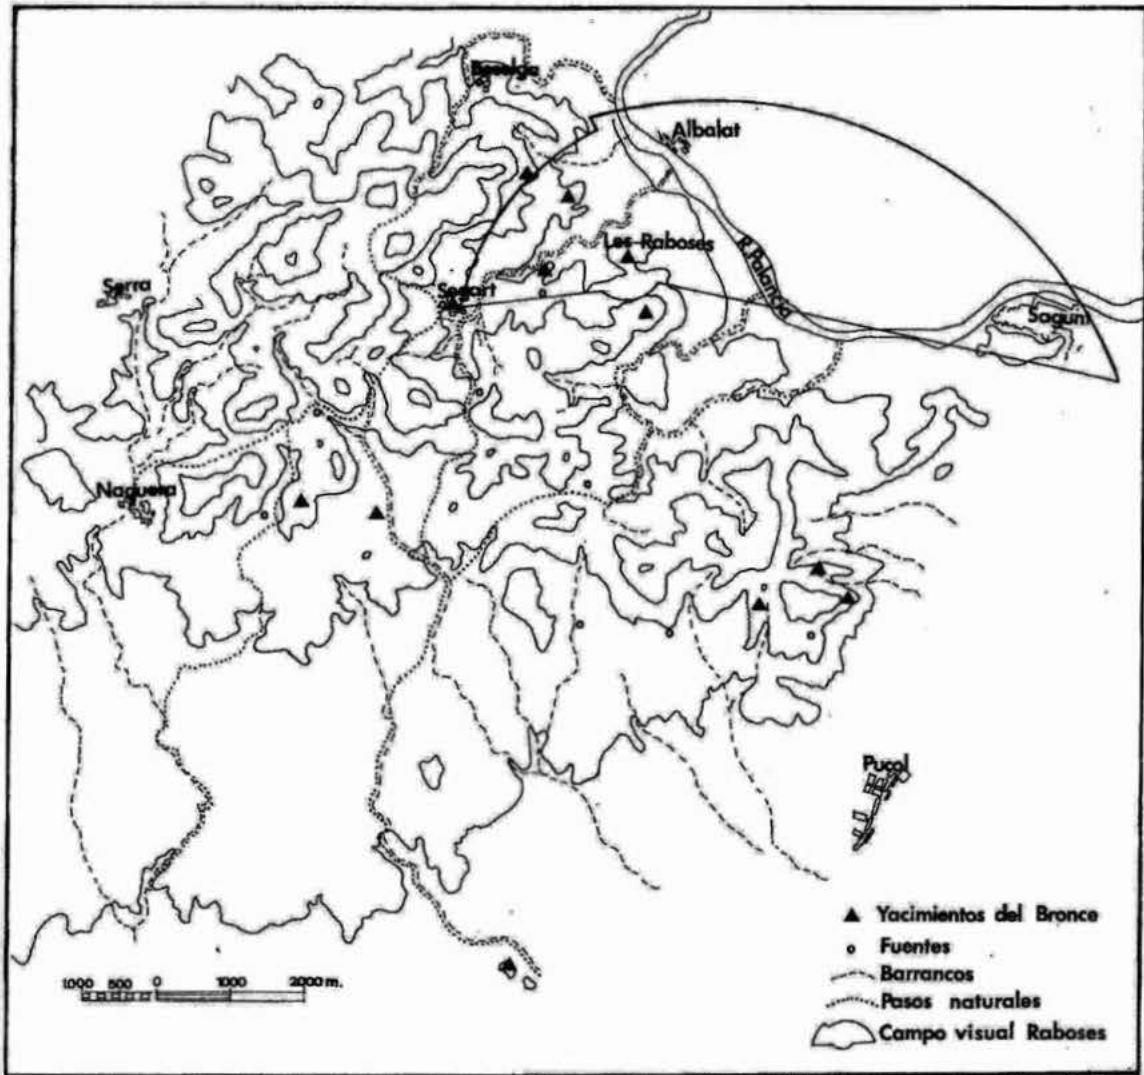 Beselga
Albalat
Les Raboses
R. Palancia
Serra
Segart
Sagunt
Naquera
Puçol
Yacimientos del Bronce
Fuentes
Barrancos
Pasos naturales
Campo visual Raboses
1000 500 0 1000 2000 m.